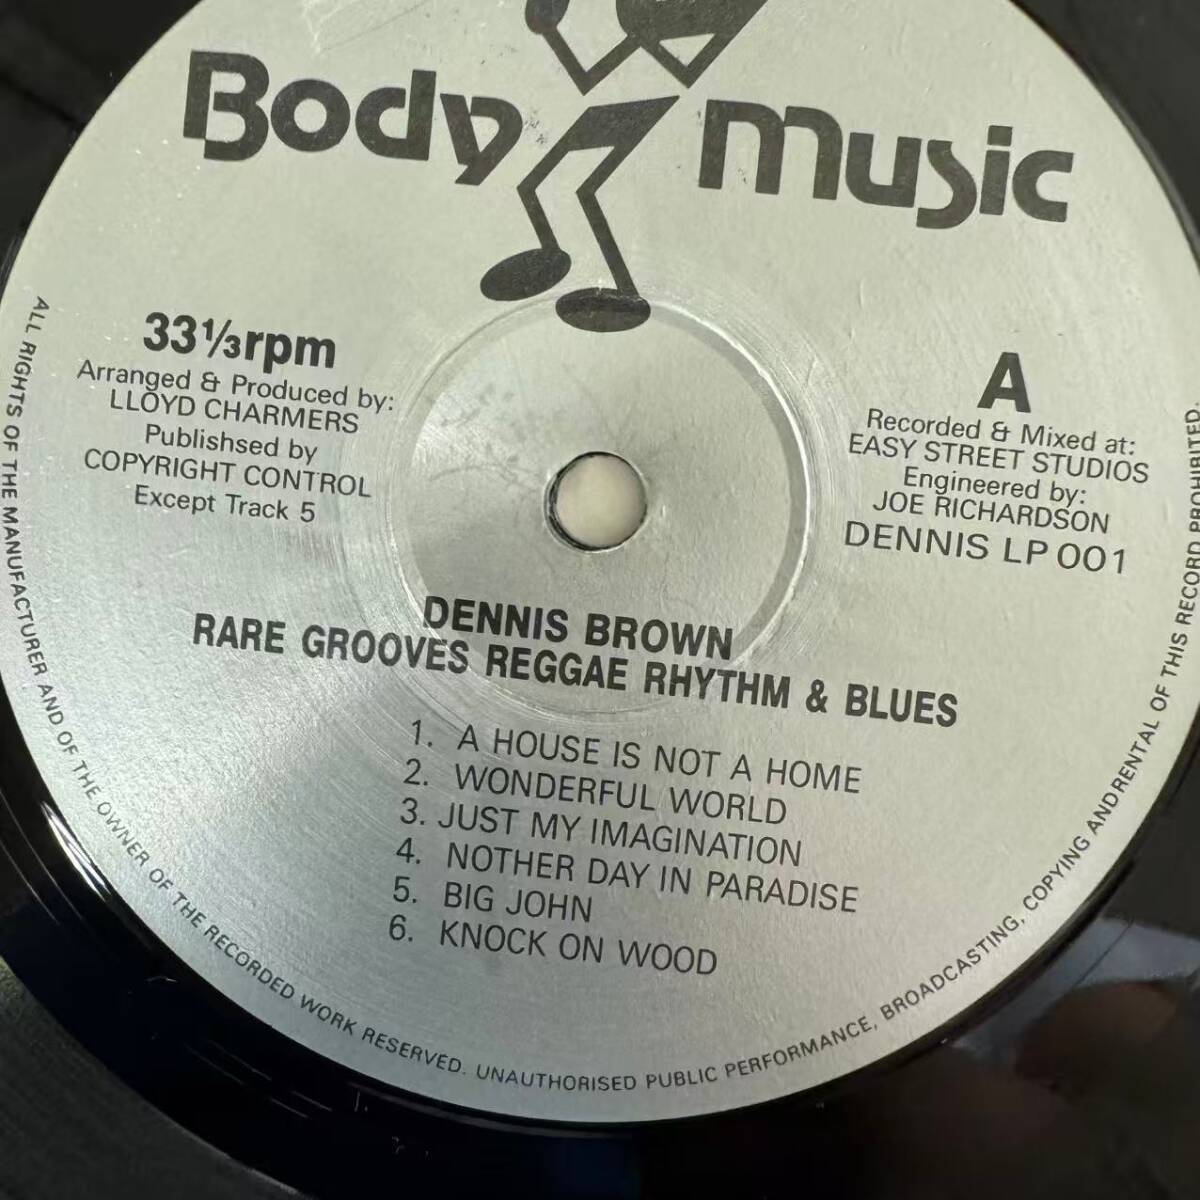 Body Music
33⅓rpm
Arranged & Produced by:
LLOYD CHARMERS
Publishsed by
COPYRIGHT CONTROL
Except Track 5
A
Recorded & Mixed at:
EASY STREET STUDIOS
Engineered by:
JOE RICHARDSON
DENNIS LP 001
DENNIS BROWN
RARE GROOVES REGGAE RHYTHM & BLUES
1. A HOUSE IS NOT A HOME
2. WONDERFUL WORLD
3. JUST MY IMAGINATION
4. NOTHER DAY IN PARADISE
5. BIG JOHN
6. KNOCK ON WOOD
ALL RIGHTS OF THE MANUFACTURER AND OF THE OWNER OF THE RECORDED WORK RESERVED. UNAUTHORISED PUBLIC PERFORMANCE, BROADCASTING, COPYING ANDRENTAL OF THIS RECORD PROHIBITED.